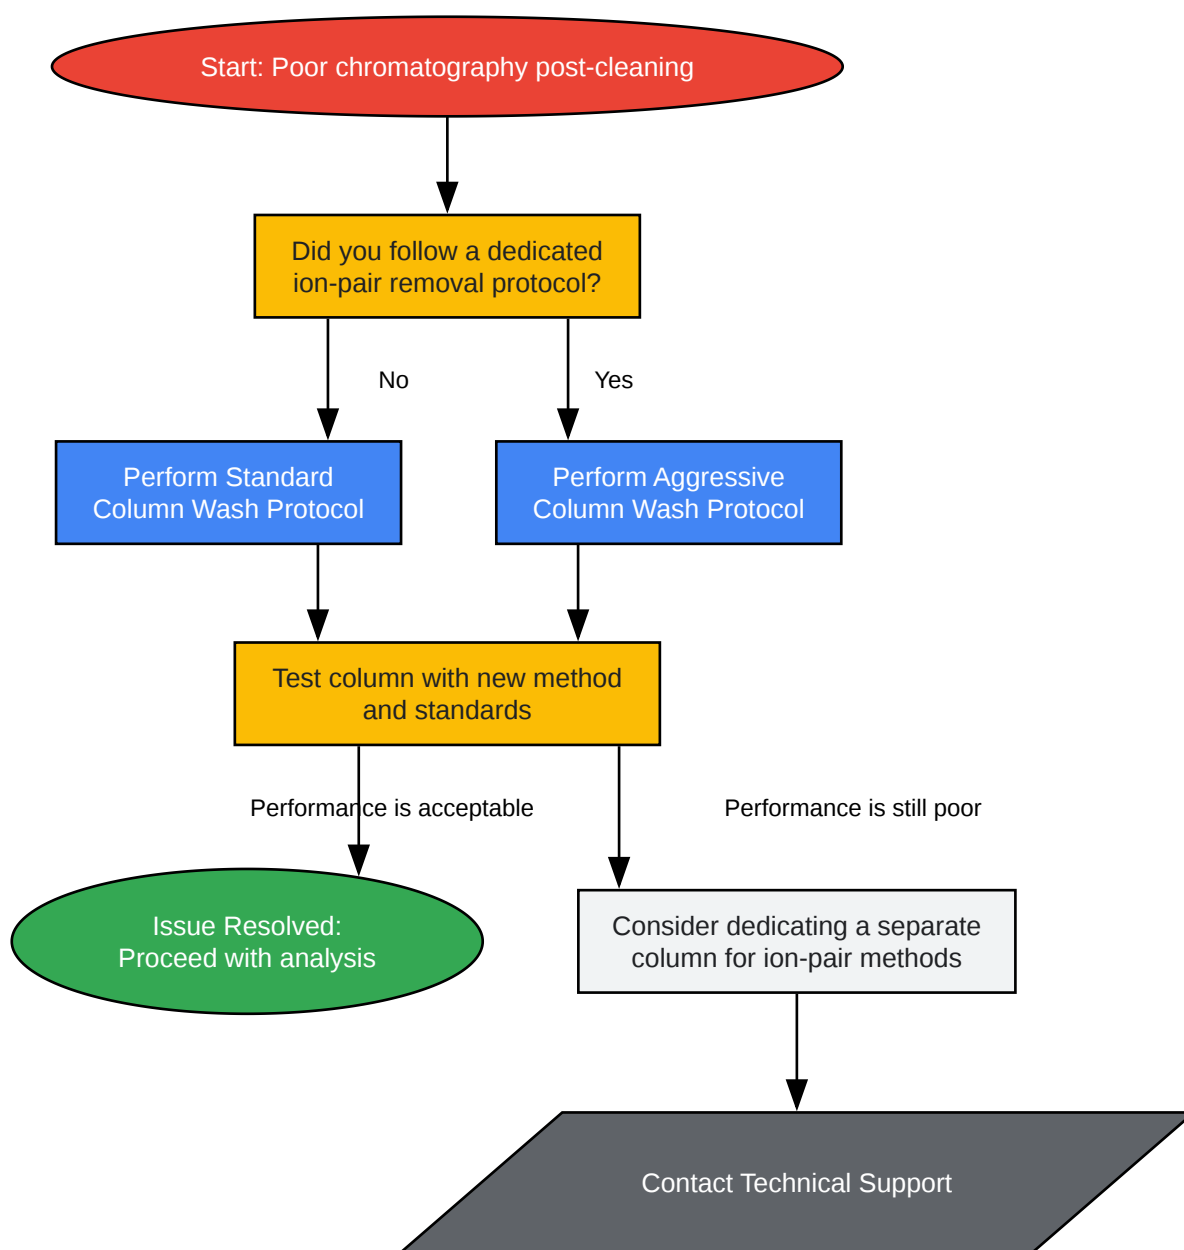 Start: Poor chromatography post-cleaning
Did you follow a dedicated
ion-pair removal protocol?
No
Yes
Perform Standard
Column Wash Protocol
Perform Aggressive
Column Wash Protocol
Test column with new method
and standards
Performance is acceptable
Performance is still poor
Issue Resolved:
Proceed with analysis
Consider dedicating a separate
column for ion-pair methods
Contact Technical Support